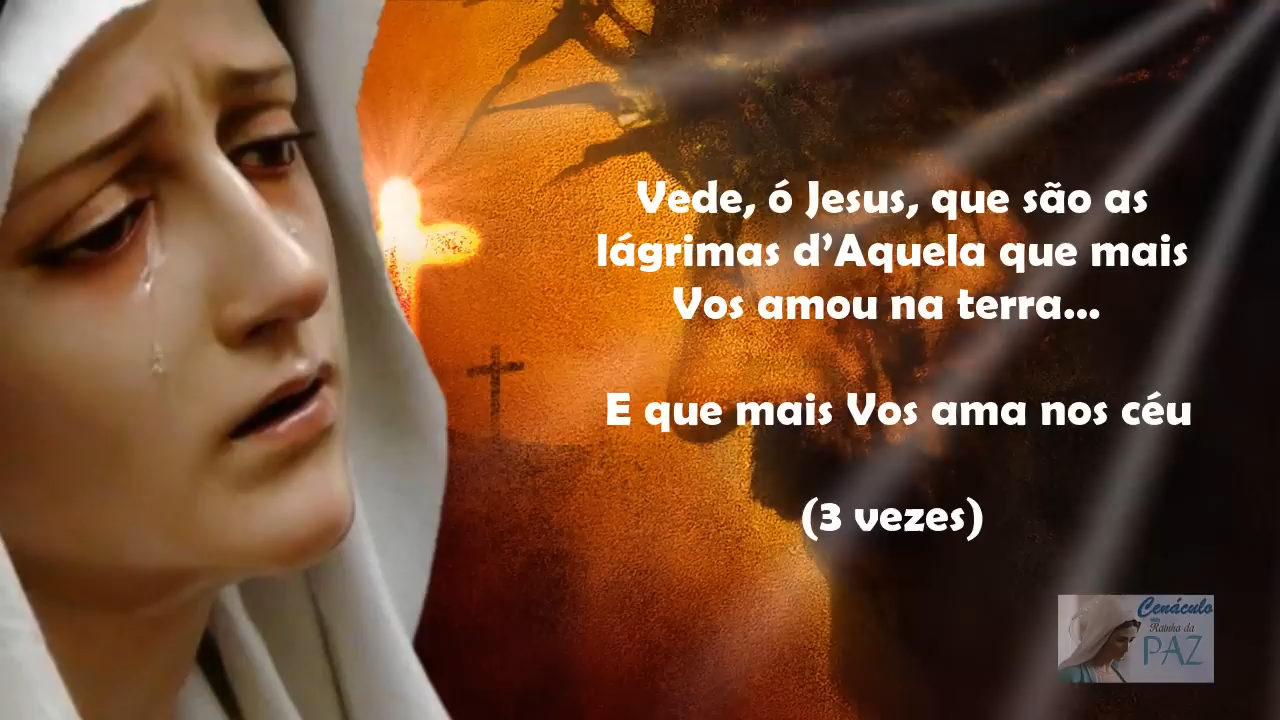 Vede, ó Jesus, que são as
lágrimas d’Aquela que mais
Vos amou na terra...
E que mais Vos ama nos céu
(3 vezes)
Cenáculo
Rainha da
PAZ